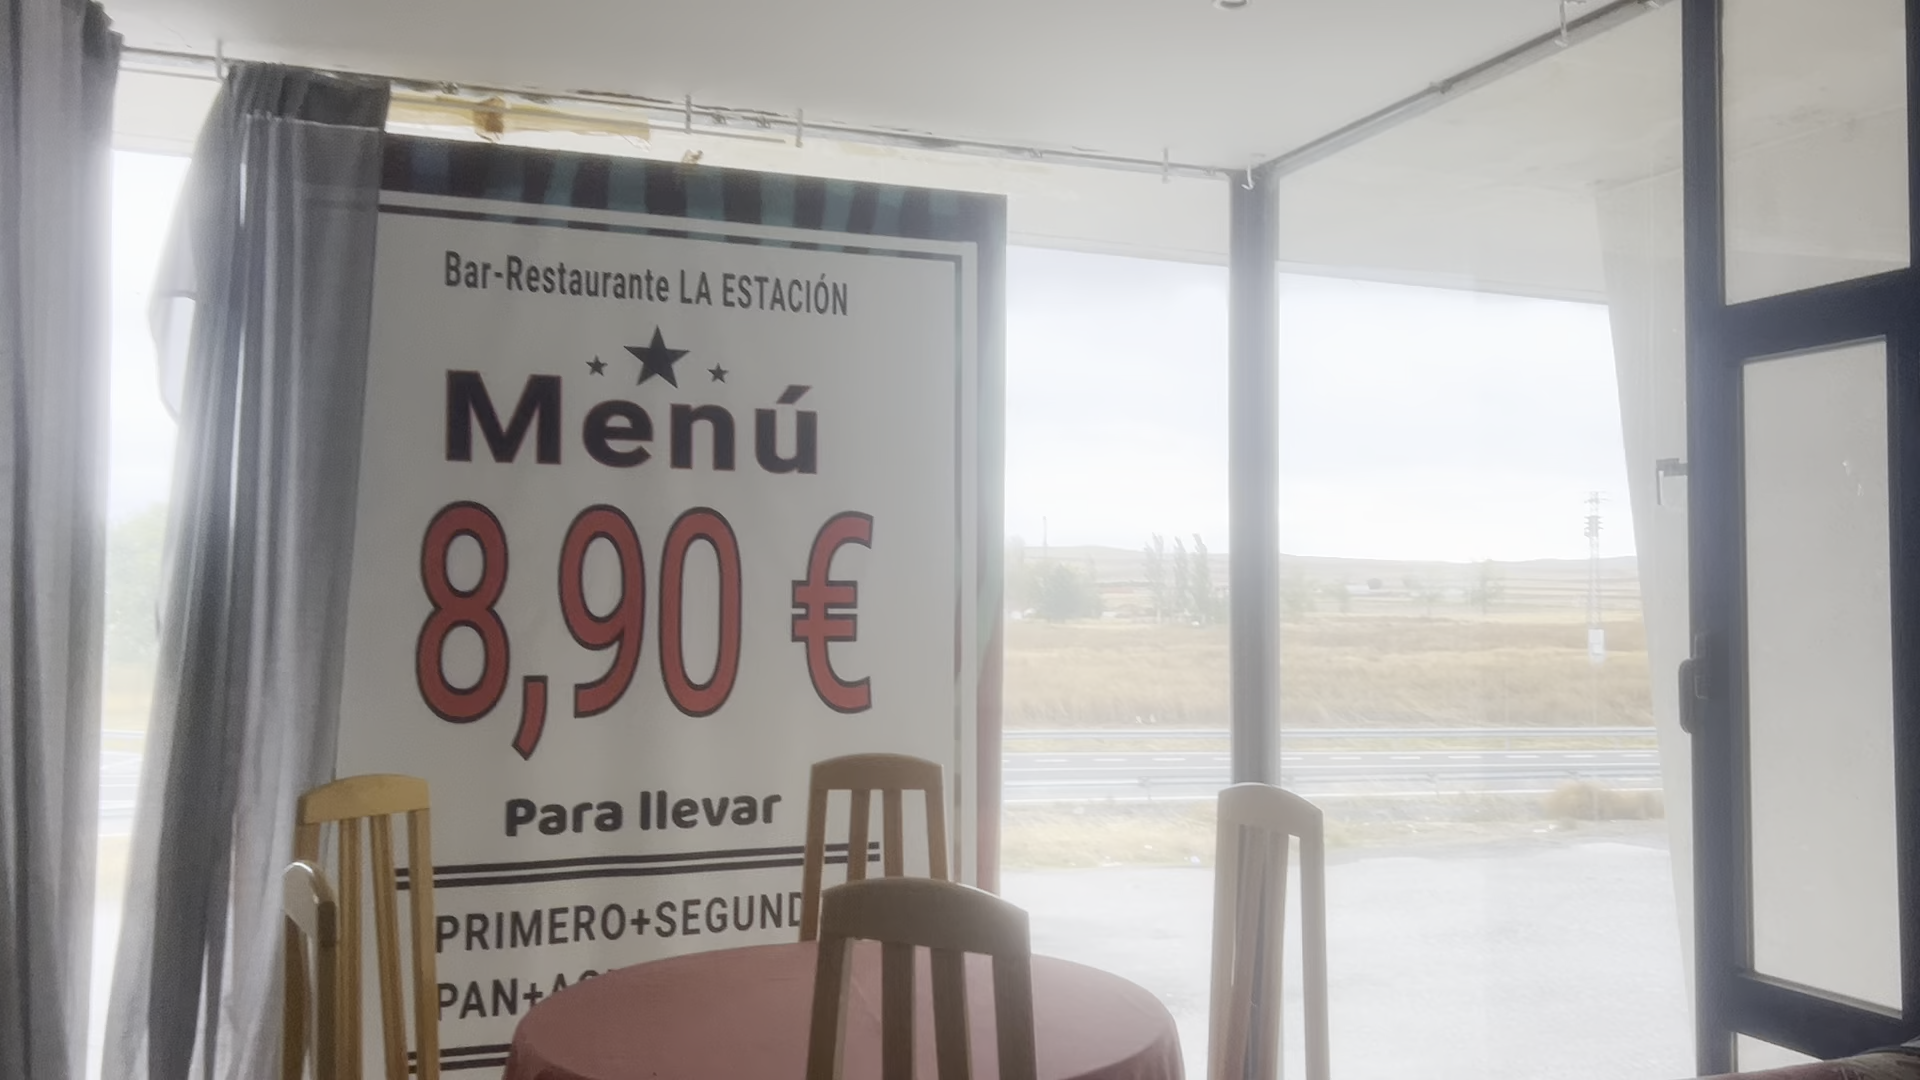 Bar-Restaurante LA ESTACIÓN
Menú
8,90 €
Para llevar
PRIMERO+SEGUND
PAN+